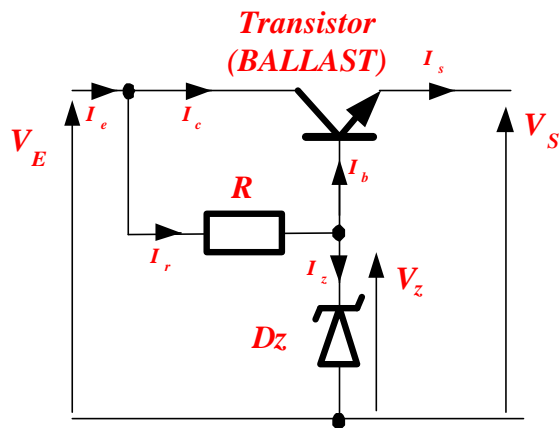 Transistor
(BALLAST)
I e
I c
I s
V E
V S
I b
R
I r
I z
V z
Dz